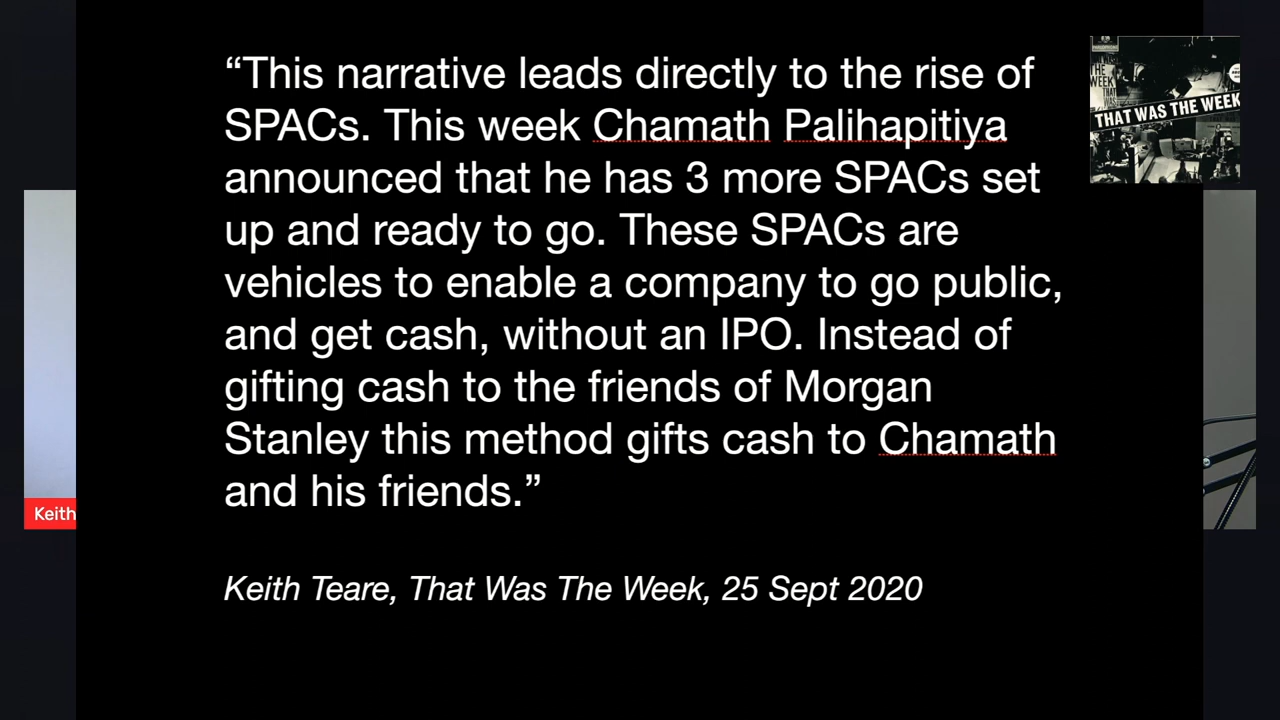 “This narrative leads directly to the rise of
SPACs. This week Chamath Palihapitiya
announced that he has 3 more SPACs set
up and ready to go. These SPACs are
vehicles to enable a company to go public,
and get cash, without an IPO. Instead of
gifting cash to the friends of Morgan
Stanley this method gifts cash to Chamath
and his friends.”
Keith Teare, That Was The Week, 25 Sept 2020
THE
WEEK
THAT WAS THE WEEK
Keith